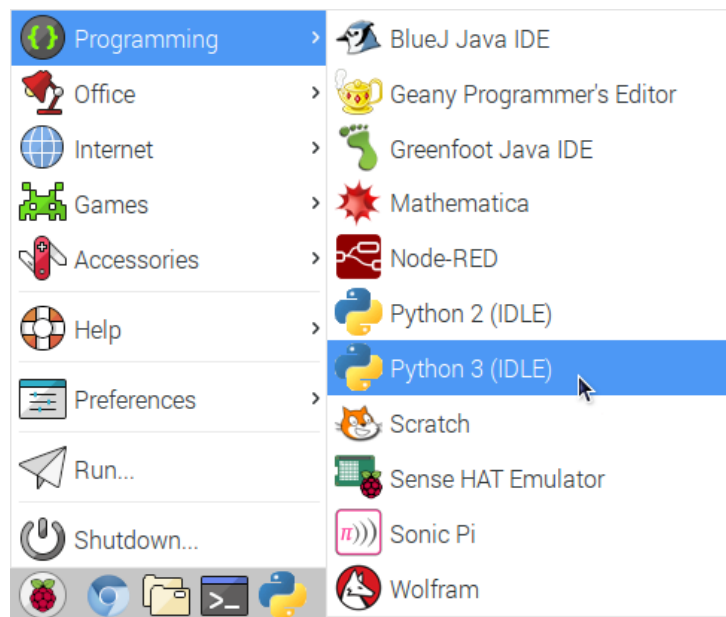 Programming
Office
Internet
Games
Accessories
Help
Preferences
Run...
Shutdown...
BlueJ Java IDE
Geany Programmer's Editor
Greenfoot Java IDE
Mathematica
Node-RED
Python 2 (IDLE)
Python 3 (IDLE)
Scratch
Sense HAT Emulator
π)))
Sonic Pi
Wolfram
>_